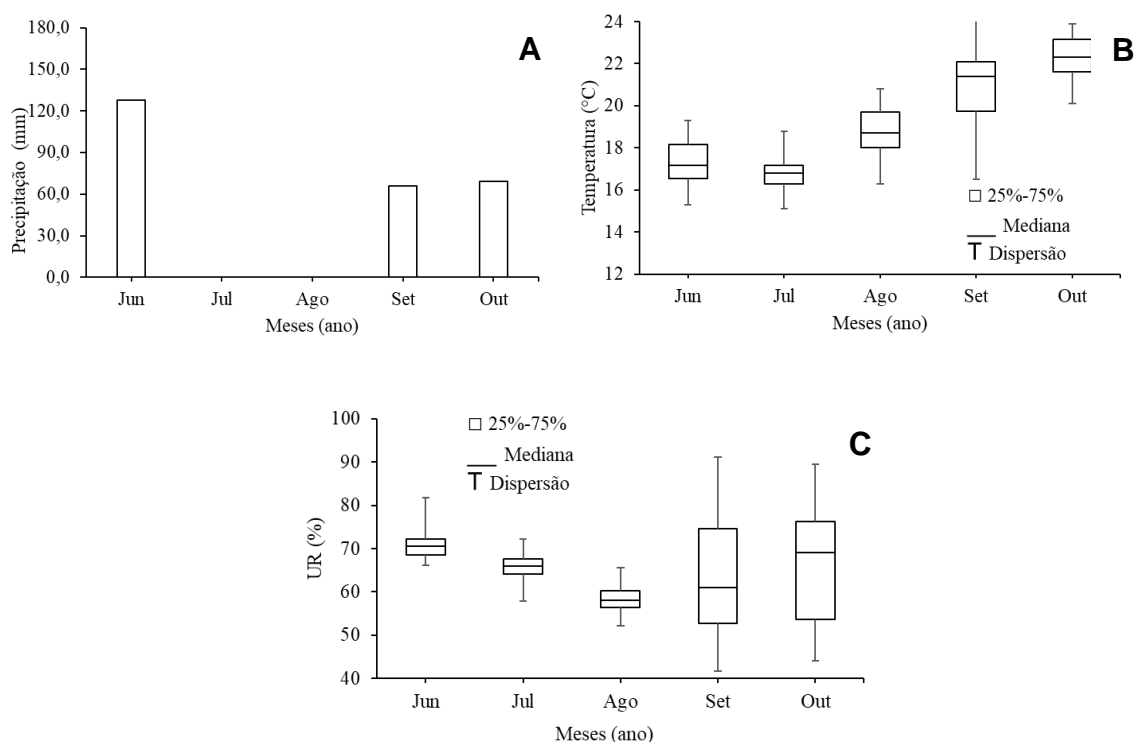 A
Precipitação (mm)
180,0
150,0
120,0
90,0
60,0
30,0
0,0
Jun Jul Ago Set Out
Meses (ano)
B
Temperatura (°C)
24
22
20
18
16
14
12
25%-75%
Mediana
Dispersão
Jun Jul Ago Set Out
Meses (ano)
C
UR (%)
100
90
80
70
60
50
40
25%-75%
Mediana
Dispersão
Jun Jul Ago Set Out
Meses (ano)